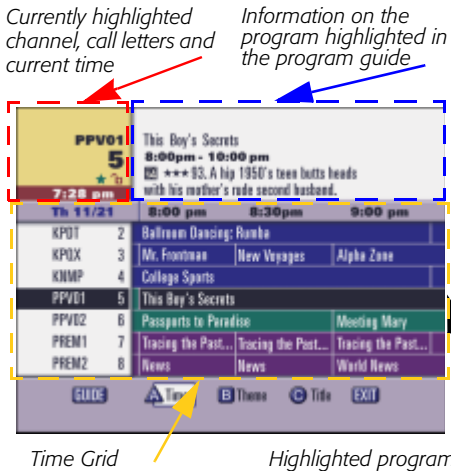 Currently highlighted
channel, call letters and
current time
Information on the
program highlighted in
the program guide
PPV01
5
7:28 pm
This Boy's Secrets
8:00pm - 10:00 pm
★★★ 93. A hip 1950's teen butts heads
with his mother's rude second husband.
Th 11/21 8:00 pm 8:30pm 9:00 pm
KPOT 2 Ballroom Dancing: Rumba
KPOX 3 Mr. Frontman New Voyages Alpha Zone
KNMP 4 College Sports
PPV01 5 This Boy's Secrets
PPV02 6 Passports to Paradise Meeting Mary
PREM1 7 Tracing the Past... Tracing the Past... Tracing the Past...
PREM2 8 News News World News
GUIDE A Time B Theme C Title EXIT
Time Grid
Highlighted program